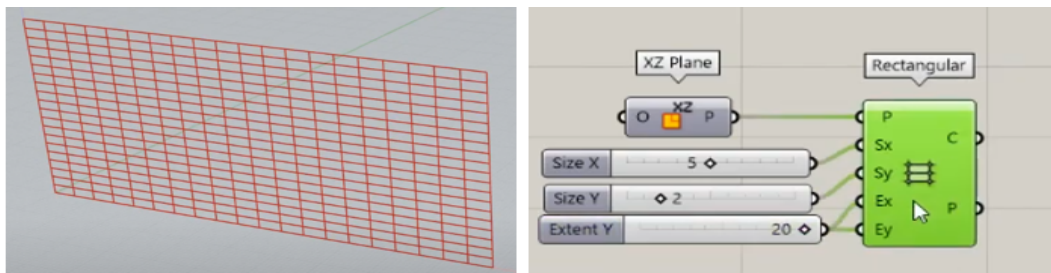 XZ Plane
Rectangular
O XZ P
P
Sx
Sy
Ex
Ey
C
P
Size X 5
Size Y 2
Extent Y 20